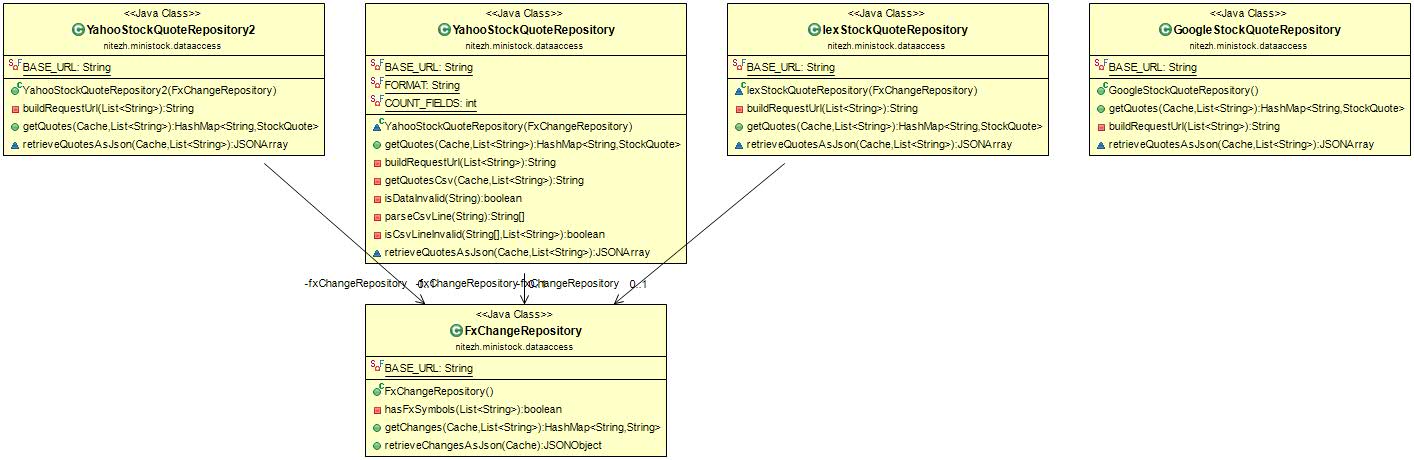 <<Java Class>>
YahooStockQuoteRepository2
nitezh.ministock.dataaccess
BASE_URL: String
YahooStockQuoteRepository2(FxChangeRepository)
buildRequestUrl(List<String>):String
getQuotes(Cache,List<String>):HashMap<String,StockQuote>
retrieveQuotesAsJson(Cache,List<String>):JSONArray
<<Java Class>>
YahooStockQuoteRepository
nitezh.ministock.dataaccess
BASE_URL: String
FORMAT: String
COUNT_FIELDS: int
YahooStockQuoteRepository(FxChangeRepository)
getQuotes(Cache,List<String>):HashMap<String,StockQuote>
buildRequestUrl(List<String>):String
getQuotesCsv(Cache,List<String>):String
isDataInvalid(String):boolean
parseCsvLine(String):String[]
isCsvLineInvalid(String[],List<String>):boolean
retrieveQuotesAsJson(Cache,List<String>):JSONArray
<<Java Class>>
IexStockQuoteRepository
nitezh.ministock.dataaccess
BASE_URL: String
IexStockQuoteRepository(FxChangeRepository)
buildRequestUrl(List<String>):String
getQuotes(Cache,List<String>):HashMap<String,StockQuote>
retrieveQuotesAsJson(Cache,List<String>):JSONArray
<<Java Class>>
GoogleStockQuoteRepository
nitezh.ministock.dataaccess
BASE_URL: String
GoogleStockQuoteRepository()
getQuotes(Cache,List<String>):HashMap<String,StockQuote>
buildRequestUrl(List<String>):String
retrieveQuotesAsJson(Cache,List<String>):JSONArray
-fxChangeRepository 0..1
-fxChangeRepository 0..1
-fxChangeRepository 0..1
<<Java Class>>
FxChangeRepository
nitezh.ministock.dataaccess
BASE_URL: String
FxChangeRepository()
hasFxSymbols(List<String>):boolean
getChanges(Cache,List<String>):HashMap<String,String>
retrieveChangesAsJson(Cache):JSONObject